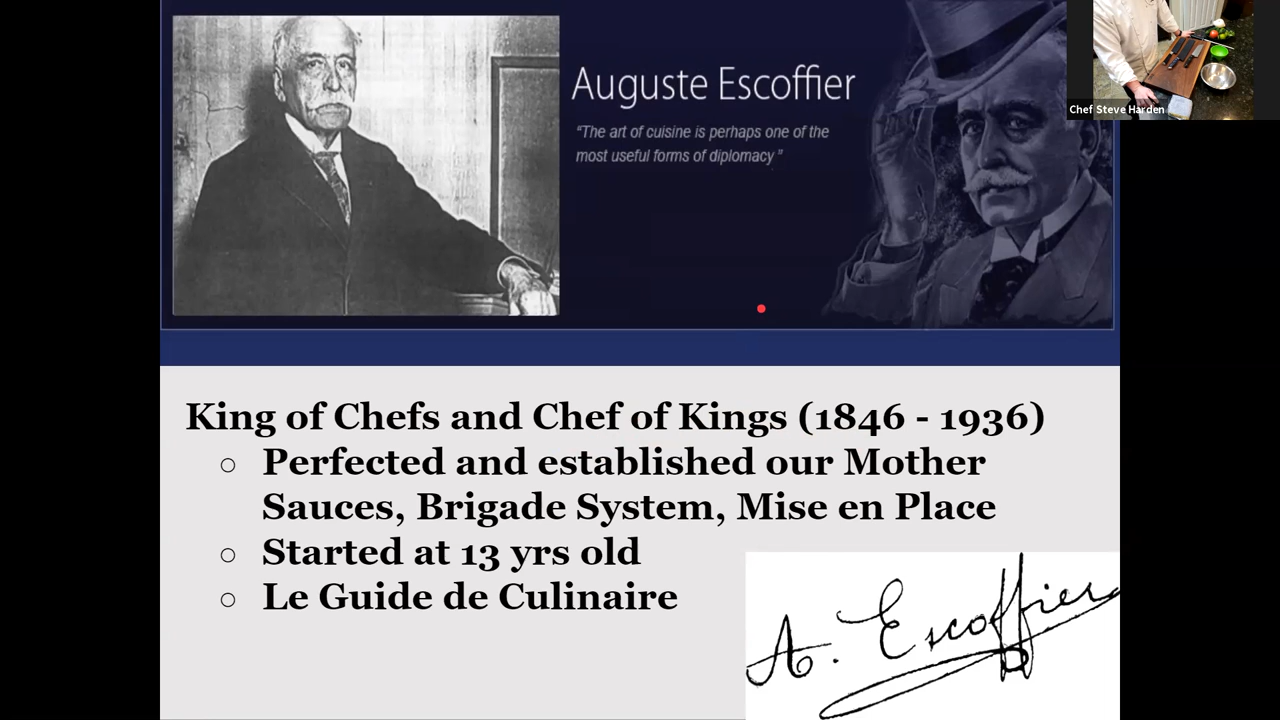 Auguste Escoffier
“The art of cuisine is perhaps one of the
most useful forms of diplomacy ”
Chef Steve Harden
King of Chefs and Chef of Kings (1846 - 1936)
○ Perfected and established our Mother
Sauces, Brigade System, Mise en Place
○ Started at 13 yrs old
○ Le Guide de Culinaire
A. Escoffier